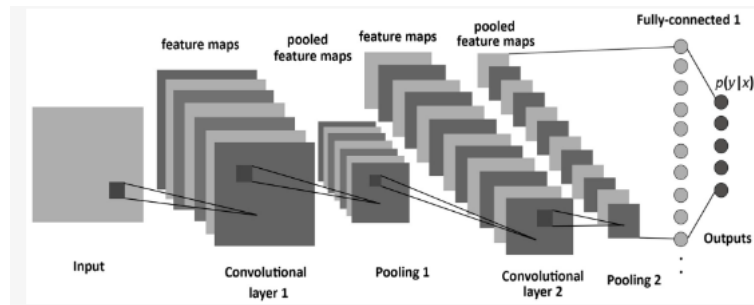 Fully-connected 1
feature maps
pooled
feature maps
feature maps
pooled
feature maps
p(y|x)
Input
Convolutional
layer 1
Pooling 1
Convolutional
layer 2
Pooling 2
Outputs